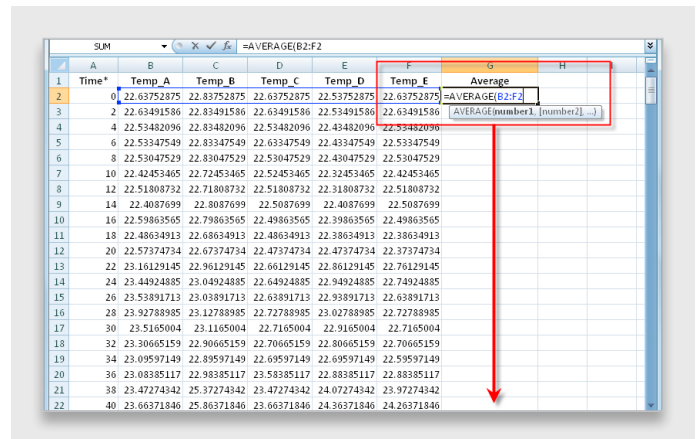 SUM =AVERAGE(B2:F2
A B C D E F G H I
1 Time* Temp_A Temp_B Temp_C Temp_D Temp_E Average
2 0 22.63752875 22.83752875 22.63752875 22.53752875 22.63752875 =AVERAGE(B2:F2
3 2 22.63491586 22.83491586 22.63491586 22.53491586 22.63491586 AVERAGE(number1, [number2], ...)
4 4 22.53482096 22.83482096 22.53482096 22.43482096 22.53482096
5 6 22.53347549 22.83347549 22.63347549 22.43347549 22.53347549
6 8 22.53047529 22.83047529 22.53047529 22.43047529 22.53047529
7 10 22.42453465 22.72453465 22.52453465 22.32453465 22.42453465
8 12 22.51808732 22.71808732 22.51808732 22.31808732 22.51808732
9 14 22.4087699 22.8087699 22.5087699 22.4087699 22.5087699
10 16 22.59863565 22.79863565 22.49863565 22.39863565 22.49863565
11 18 22.48634913 22.68634913 22.48634913 22.38634913 22.38634913
12 20 22.57374734 22.67374734 22.47374734 22.47374734 22.37374734
13 22 23.16129145 22.96129145 22.66129145 22.86129145 22.76129145
14 24 23.44924885 23.04924885 22.64924885 22.94924885 22.74924885
15 26 23.53891713 23.03891713 22.63891713 22.93891713 22.63891713
16 28 23.92788985 23.12788985 22.72788985 23.02788985 22.72788985
17 30 23.5165004 23.1165004 22.7165004 22.9165004 22.7165004
18 32 23.30665159 22.90665159 22.70665159 22.80665159 22.70665159
19 34 23.09597149 22.89597149 22.69597149 22.69597149 22.59597149
20 36 23.08385117 22.98385117 23.58385117 22.88385117 22.88385117
21 38 23.47274342 25.37274342 23.47274342 24.07274342 23.97274342
22 40 23.66371846 25.86371846 23.66371846 24.36371846 24.26371846